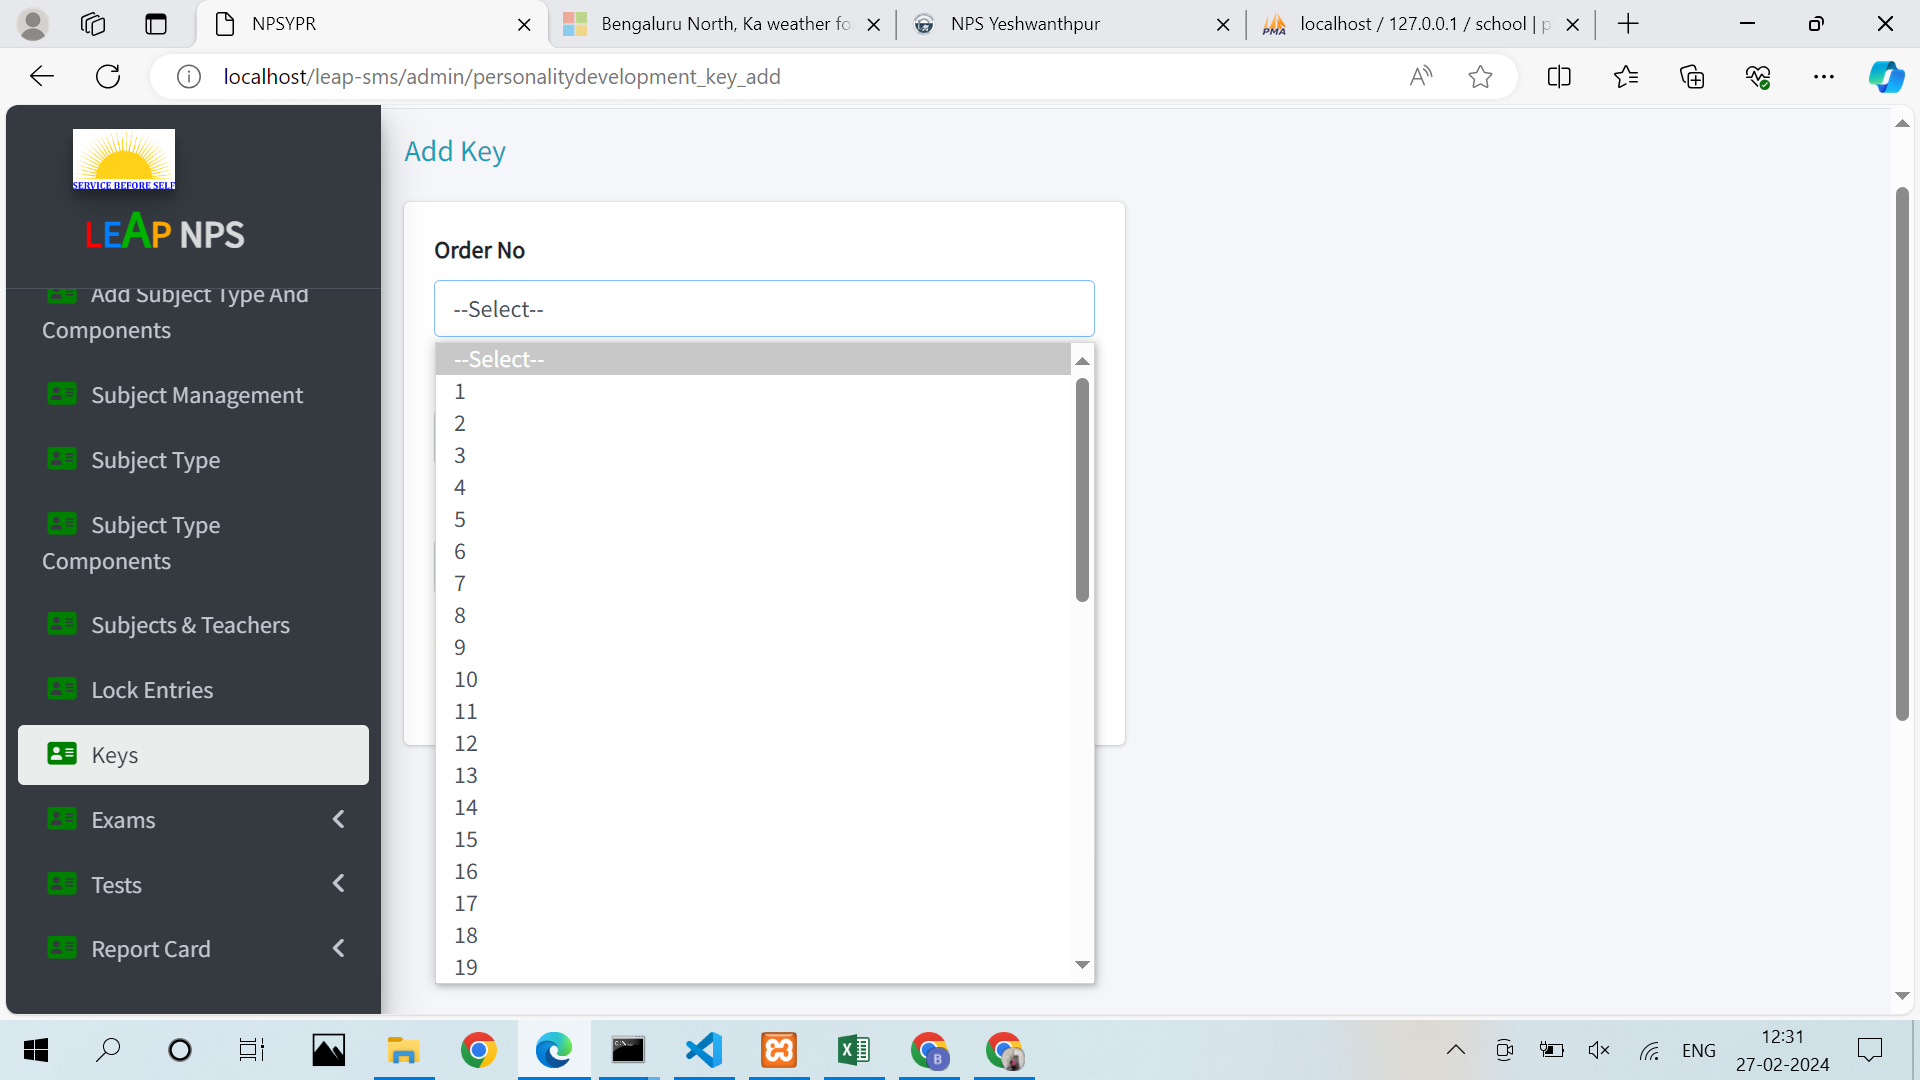 NPSYPR
Bengaluru North, Ka weather fo
NPS Yeshwanthpur
localhost / 127.0.0.1 / school | p
localhost/leap-sms/admin/personalitydevelopment_key_add
SERVICE BEFORE SELF
LEAP NPS
Add Subject Type And
Components
Subject Management
Subject Type
Subject Type
Components
Subjects & Teachers
Lock Entries
Keys
Exams
Tests
Report Card
Add Key
Order No
--Select--
--Select--
1
2
3
4
5
6
7
8
9
10
11
12
13
14
15
16
17
18
19
ENG
12:31
27-02-2024